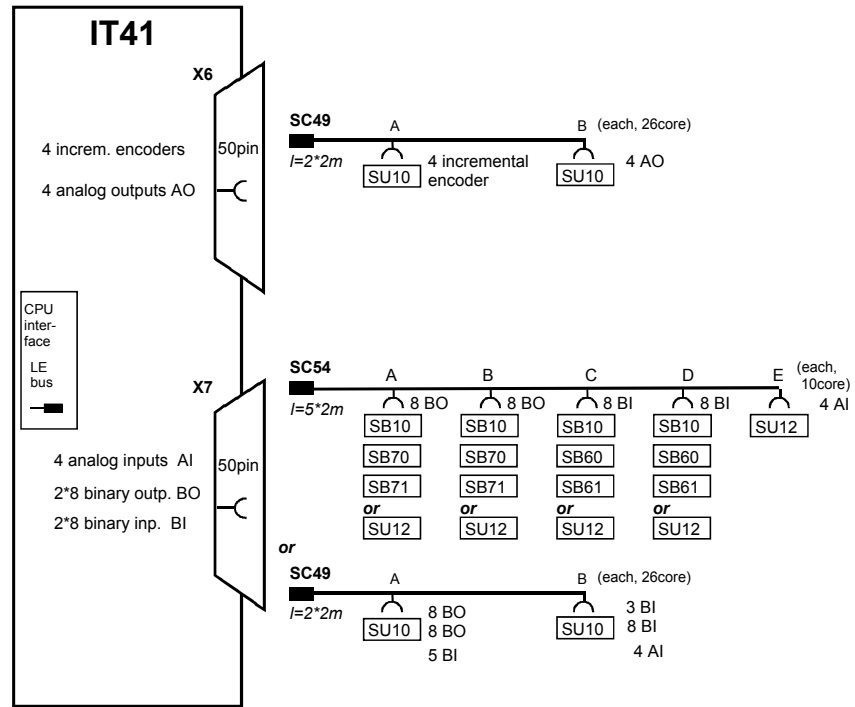 IT41
X6
4 increm. encoders
4 analog outputs AO
50pin
SC49
l=2*2m
A
B (each, 26core)
SU10
4 incremental
encoder
SU10
4 AO
CPU
inter-
face
LE
bus
X7
4 analog inputs AI
2*8 binary outp. BO
2*8 binary inp. BI
50pin
SC54
l=5*2m
A B C D E (each,
10core)
8 BO 8 BO 8 BI 8 BI 4 AI
SB10 SB10 SB10 SB10 SU12
SB70 SB70 SB60 SB60
SB71 SB71 SB61 SB61
or or or or
SU12 SU12 SU12 SU12
or
SC49
l=2*2m
A
B (each, 26core)
SU10
8 BO
8 BO
5 BI
SU10
3 BI
8 BI
4 AI